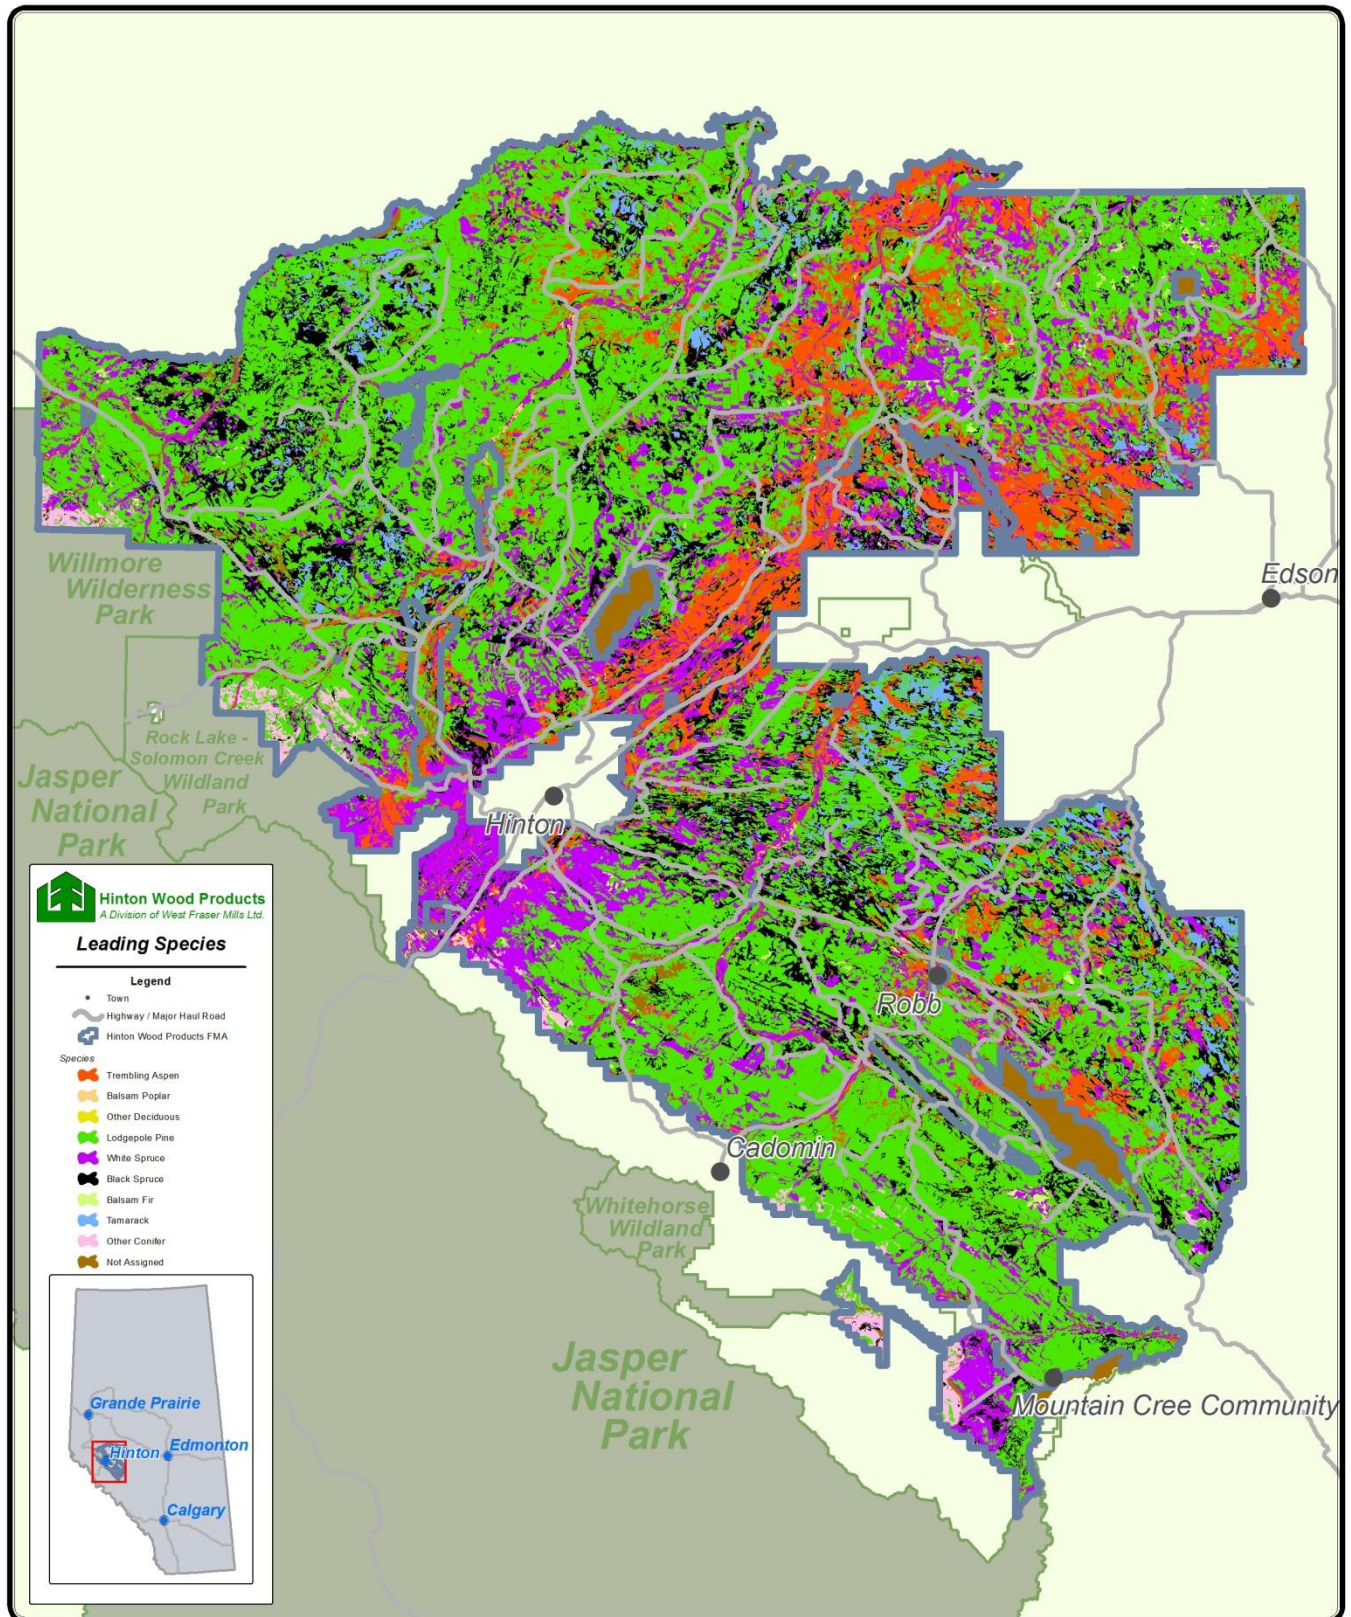 Willmore
Wilderness
Park
Edson
Rock Lake -
Solomon Creek
Wildland
Park
Jasper
National
Park
Hinton
Hinton Wood Products
A Division of West Fraser Mills Ltd.
Leading Species
Legend
Town
Highway / Major Haul Road
Hinton Wood Products FMA
Species
Trembling Aspen
Balsam Poplar
Other Deciduous
Lodgepole Pine
White Spruce
Black Spruce
Balsam Fir
Tamarack
Other Conifer
Not Assigned
Robb
Cadomin
Whitehorse
Wildland
Park
Jasper
National
Park
Mountain Cree Community
Grande Prairie
Hinton
Edmonton
Calgary